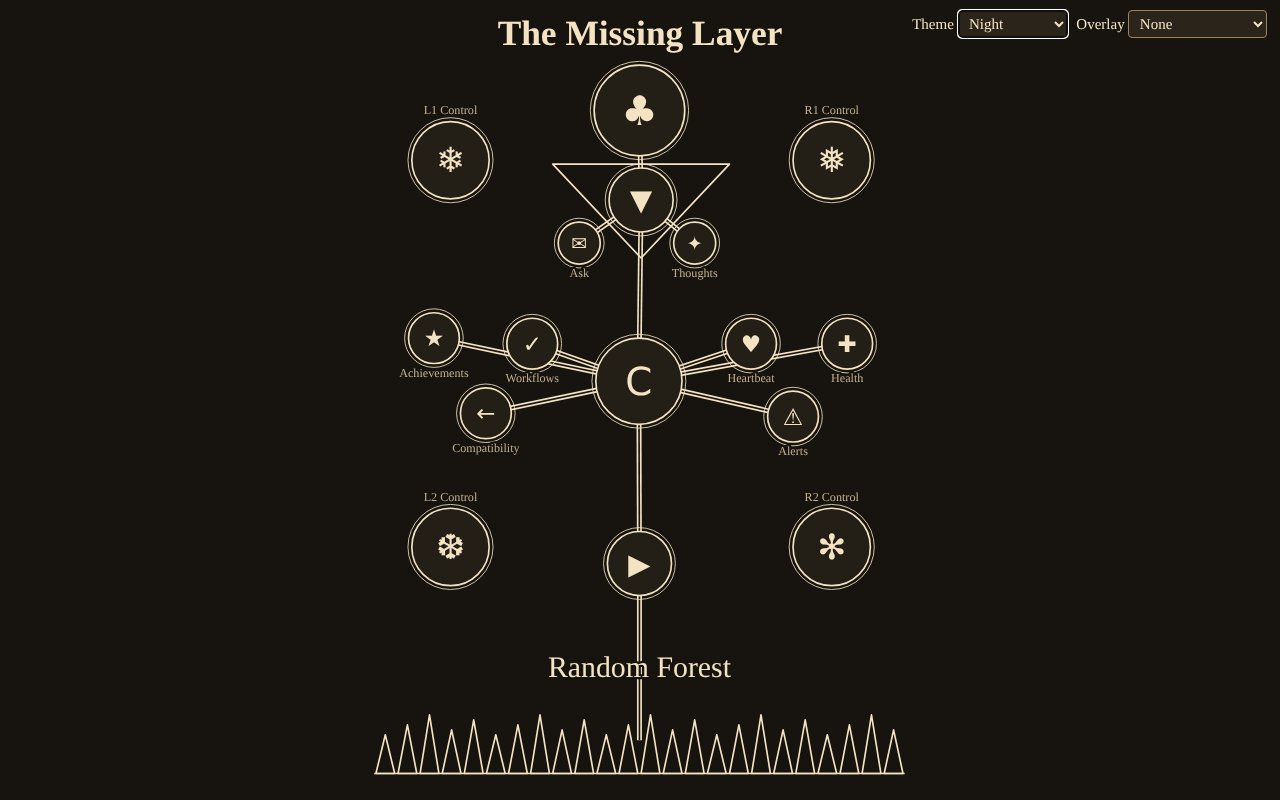 The Missing Layer
Theme Night Overlay None
L1 Control
R1 Control
Ask
Thoughts
Achievements
Workflows
C
Heartbeat
Health
Compatibility
Alerts
L2 Control
R2 Control
Random Forest